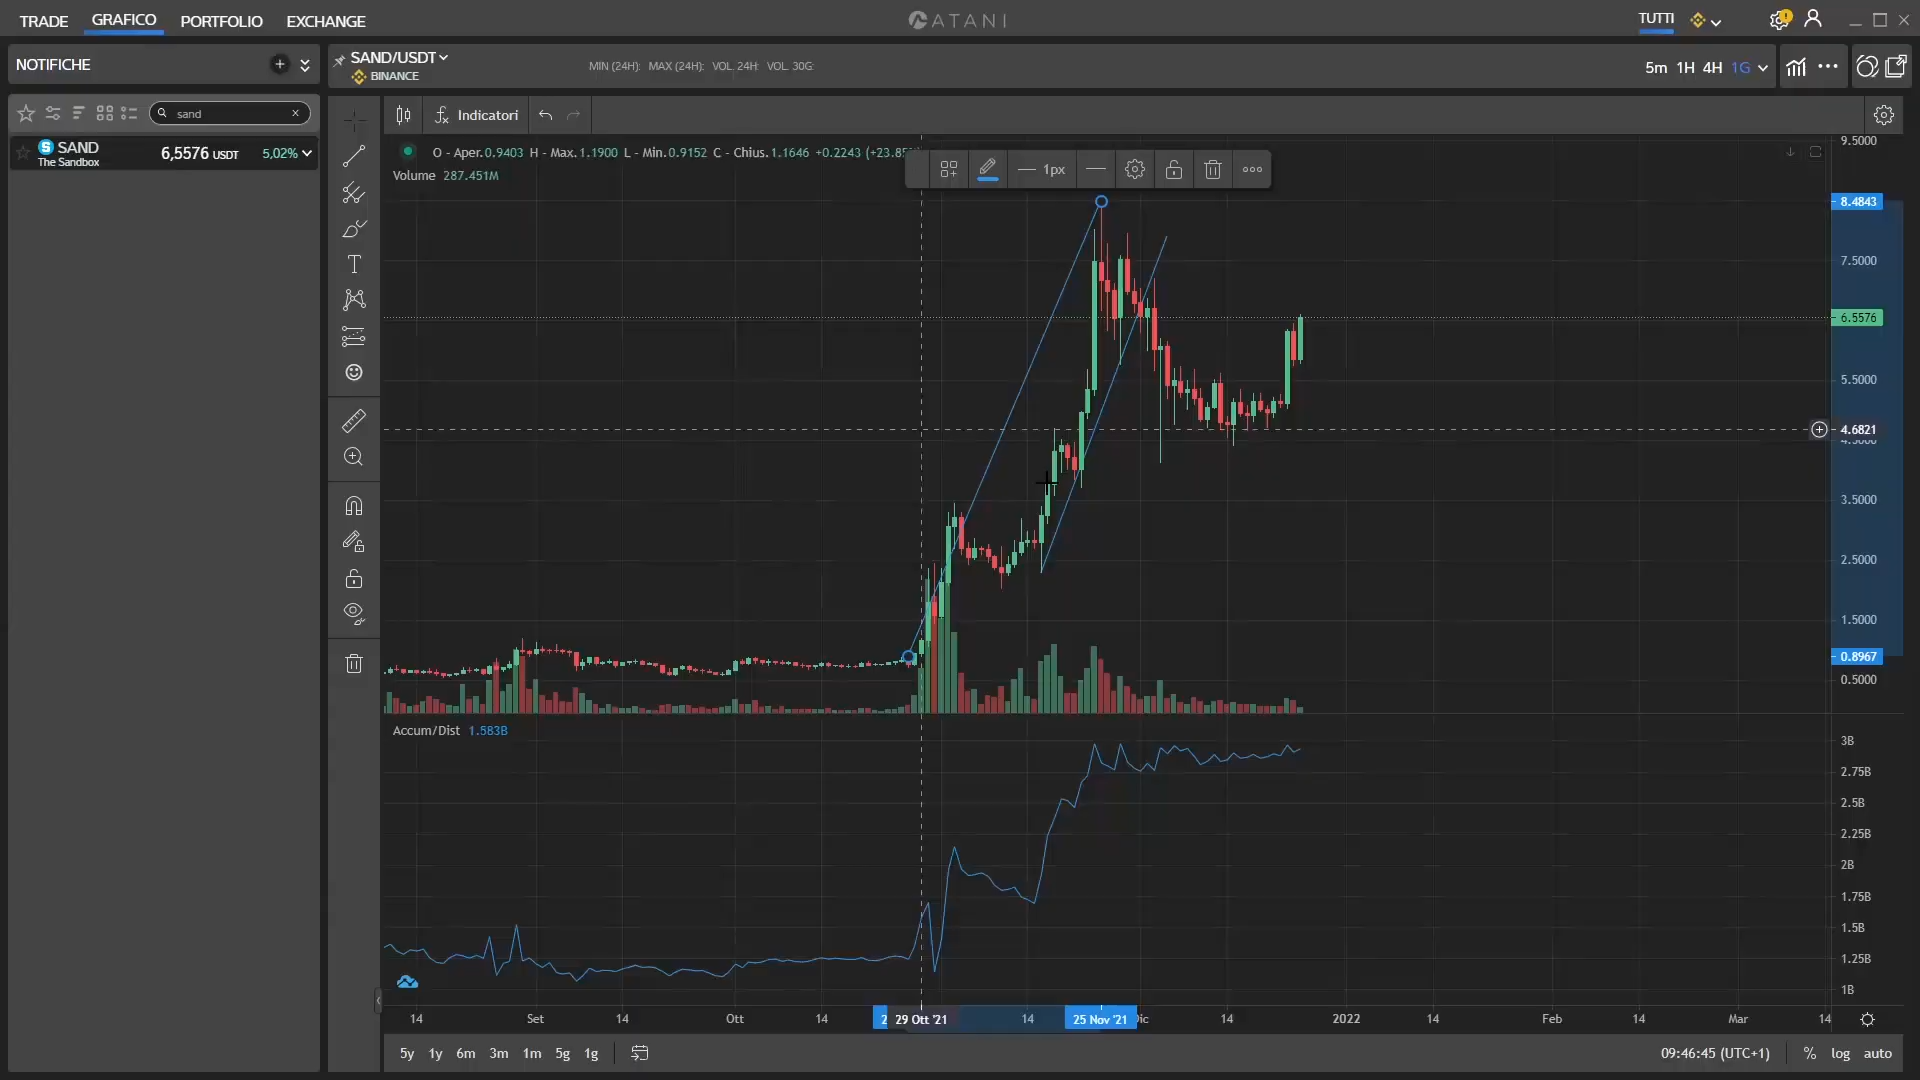 TRADE GRAFICO PORTFOLIO EXCHANGE ATANI TUTTI
NOTIFICHE
SAND/USDT
BINANCE
MIN (24H): MAX (24H): VOL. 24H: VOL. 30G:
5m 1H 4H 1G
sand
SAND
The Sandbox
6,5576 USDT 5,02%
Indicatori
O - Aper.0.9403 H - Max.1.1900 L - Min.0.9152 C - Chius.1.1646 +0.2243
Volume 287.451M
1px
9.5000
8.4843
7.5000
6.5576
5.5000
4.6821
4.5000
3.5000
2.5000
1.5000
0.8967
0.5000
Accum/Dist 1.583B
3B
2.75B
2.5B
2.25B
2B
1.75B
1.5B
1.25B
1B
14 Set 14 Ott 14 29 Ott '21 14 25 Nov '21 Dic 14 2022 14 Feb 14 Mar 14
5y 1y 6m 3m 1m 5g 1g
09:46:45 (UTC+1) % log auto